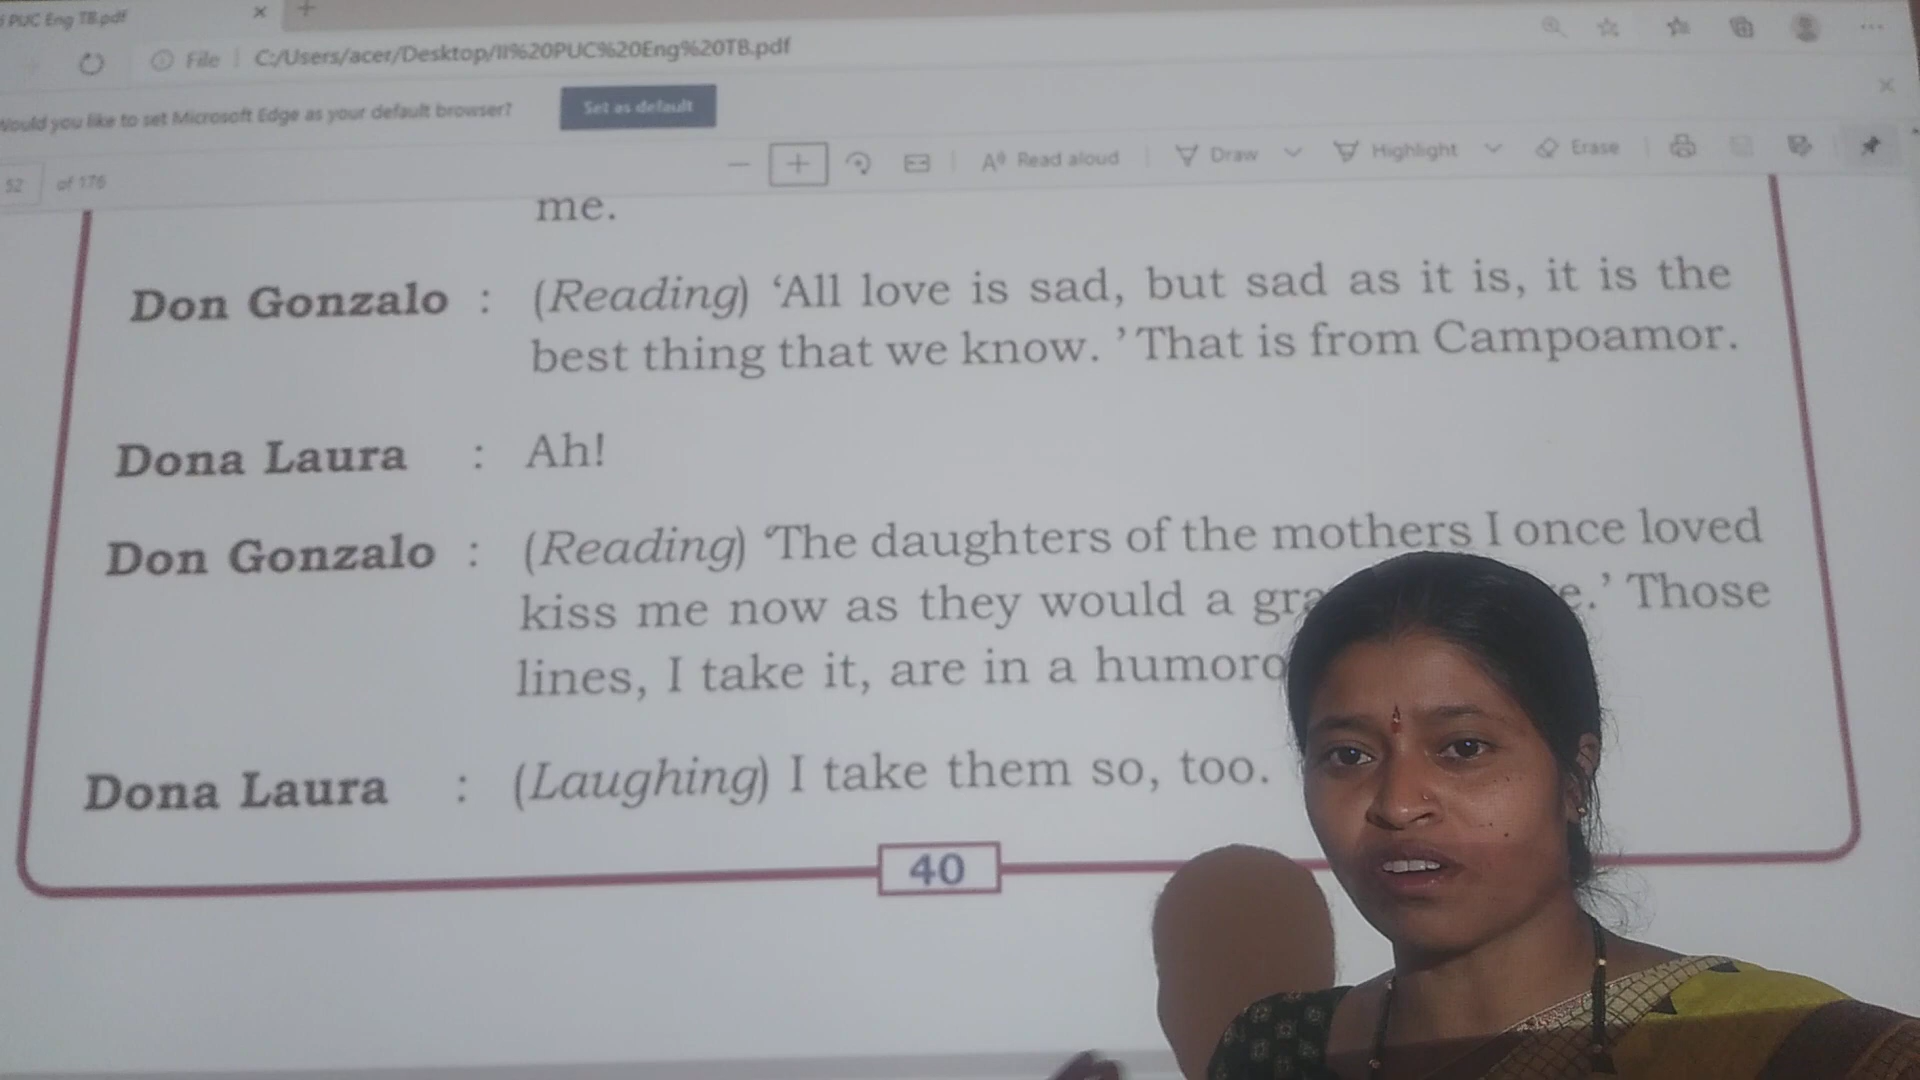 PUC Eng TB.pdf
File C:/Users/acer/Desktop/II%20PUC%20Eng%20TB.pdf
Would you like to set Microsoft Edge as your default browser? Set as default
52 of 176 Read aloud Draw Highlight Erase
me.
Don Gonzalo : (Reading) ‘All love is sad, but sad as it is, it is the
best thing that we know. ’That is from Campoamor.
Dona Laura : Ah!
Don Gonzalo : (Reading) ‘The daughters of the mothers I once loved
kiss me now as they would a Those
lines, I take it, are in a
Dona Laura : (Laughing) I take them so, too.
40